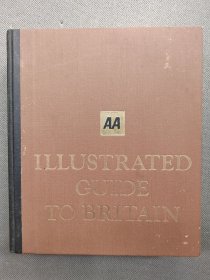 AA
ILLUSTRATED
GUIDE
TO BRITAIN